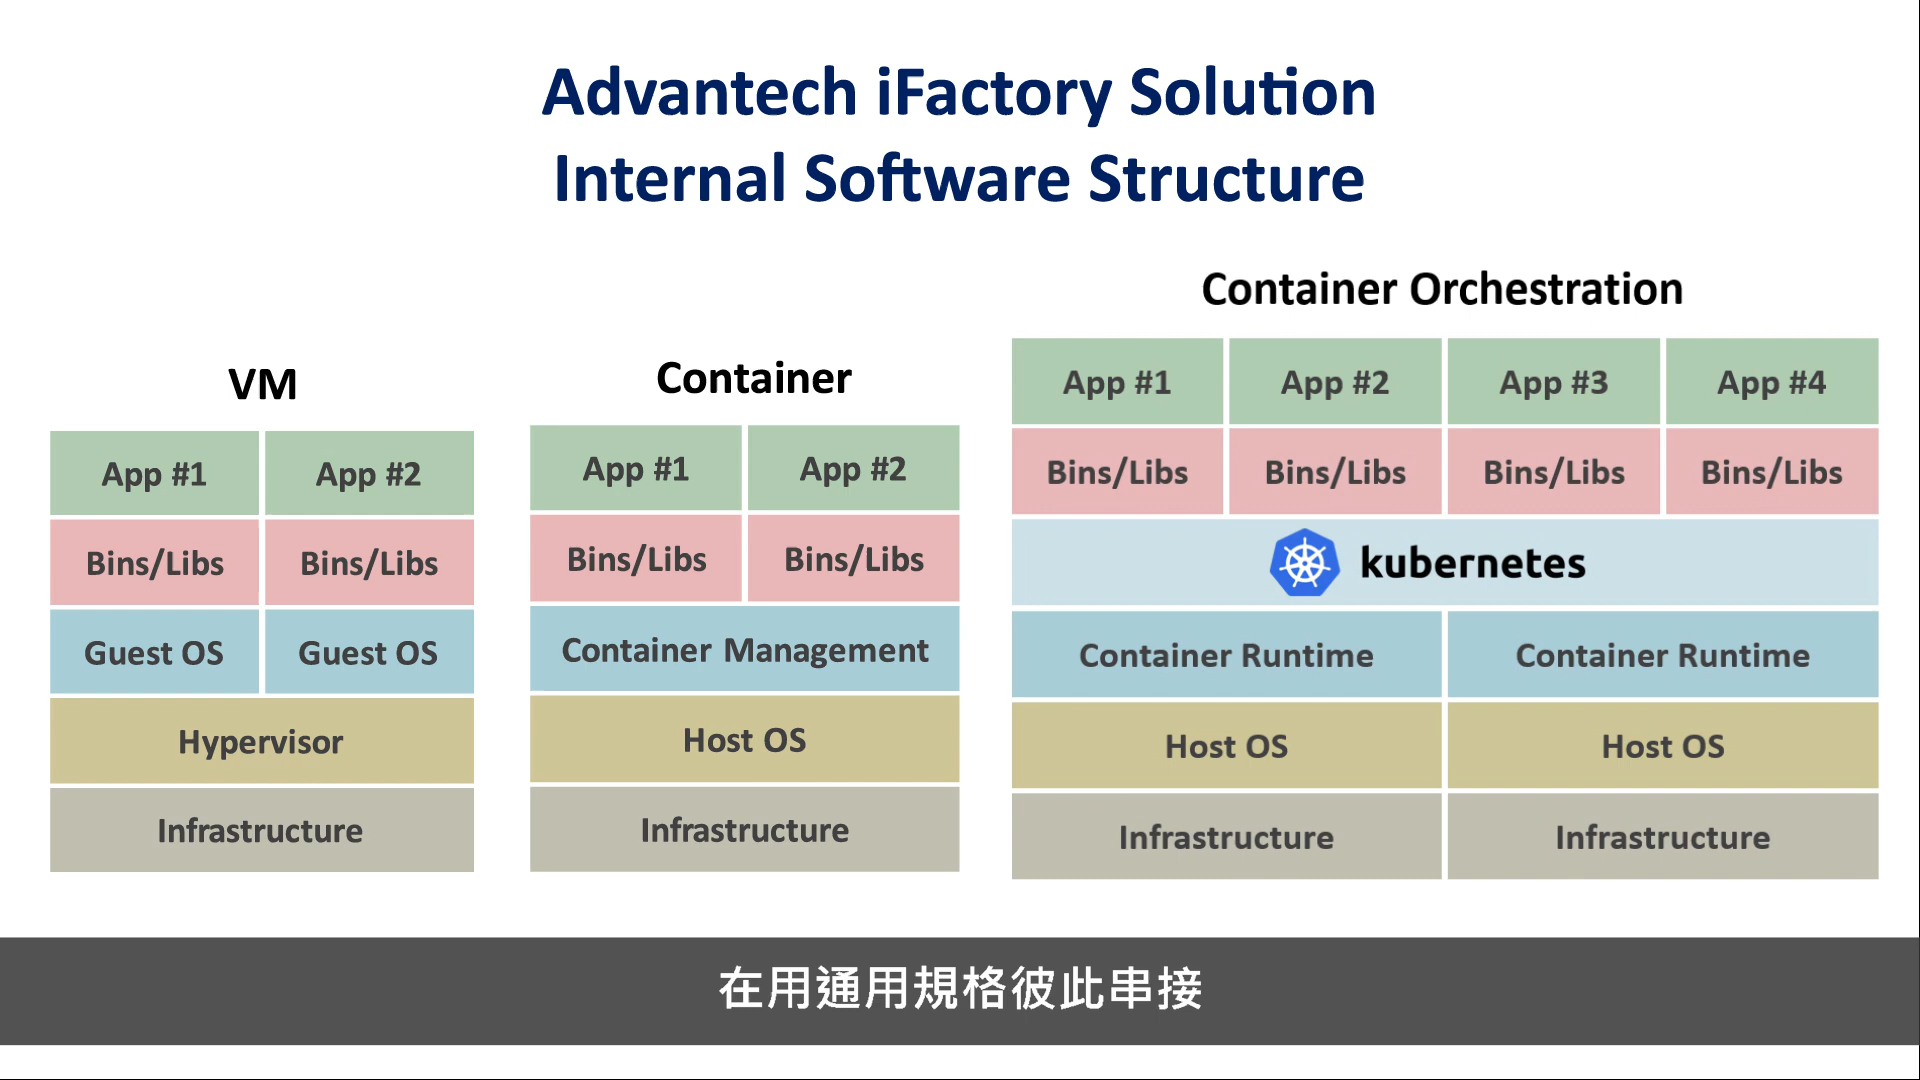 Advantech iFactory Solution
Internal Software Structure
VM
App #1 App #2
Bins/Libs Bins/Libs
Guest OS Guest OS
Hypervisor
Infrastructure
Container
App #1 App #2
Bins/Libs Bins/Libs
Container Management
Host OS
Infrastructure
Container Orchestration
App #1 App #2 App #3 App #4
Bins/Libs Bins/Libs Bins/Libs Bins/Libs
kubernetes
Container Runtime Container Runtime
Host OS Host OS
Infrastructure Infrastructure
在用通用規格彼此串接